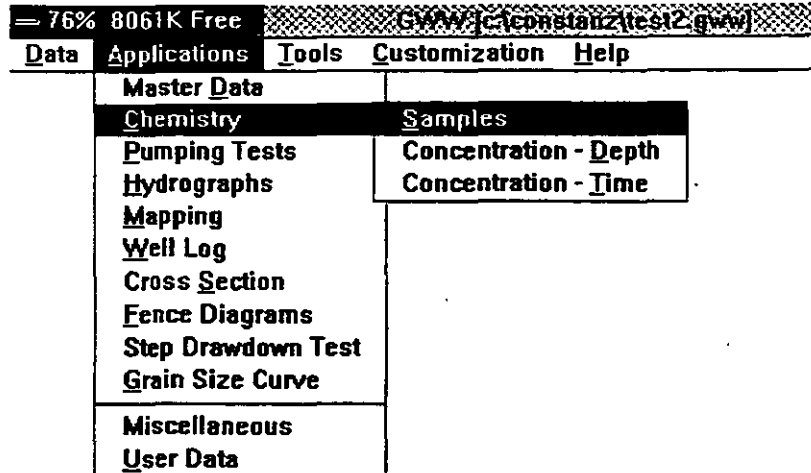 76% 8061K Free GWW [c:\constanz\test2.gww]
Data Applications Tools Customization Help
Master Data
Chemistry Samples
Pumping Tests Concentration - Depth
Hydrographs Concentration - Time
Mapping
Well Log
Cross Section
Fence Diagrams
Step Drawdown Test
Grain Size Curve
Miscellaneous
User Data